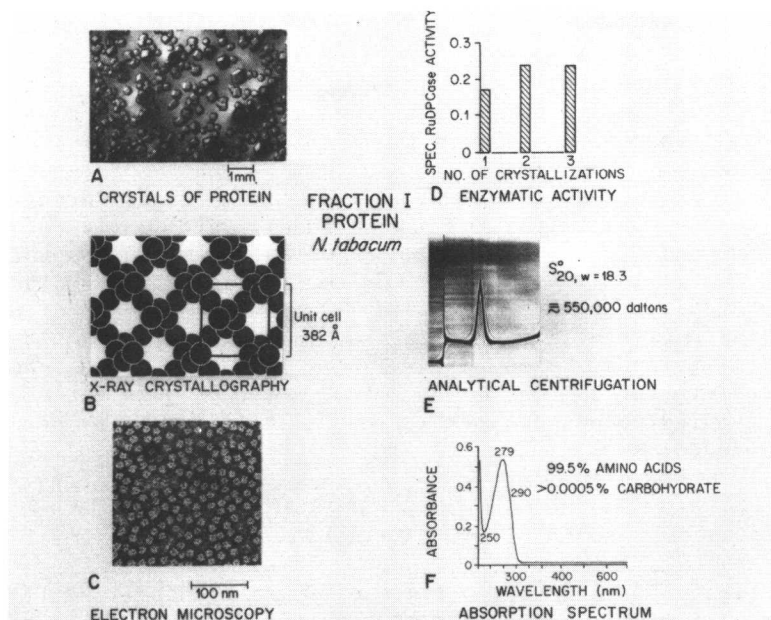 1mm
A
CRYSTALS OF PROTEIN
SPEC. RuDPCase ACTIVITY
0.3
0.2
0.1
0
1 2 3
NO. OF CRYSTALLIZATIONS
D ENZYMATIC ACTIVITY
FRACTION I
PROTEIN
N. tabacum
Unit cell
382 Å
X-RAY CRYSTALLOGRAPHY
B
S°20, w = 18.3
≅ 550,000 daltons
ANALYTICAL CENTRIFUGATION
E
C
100 nm
ELECTRON MICROSCOPY
ABSORBANCE
0.6
0.4
0.2
0
279
290
250
99.5% AMINO ACIDS
>0.0005% CARBOHYDRATE
300 400 600
WAVELENGTH (nm)
F
ABSORPTION SPECTRUM